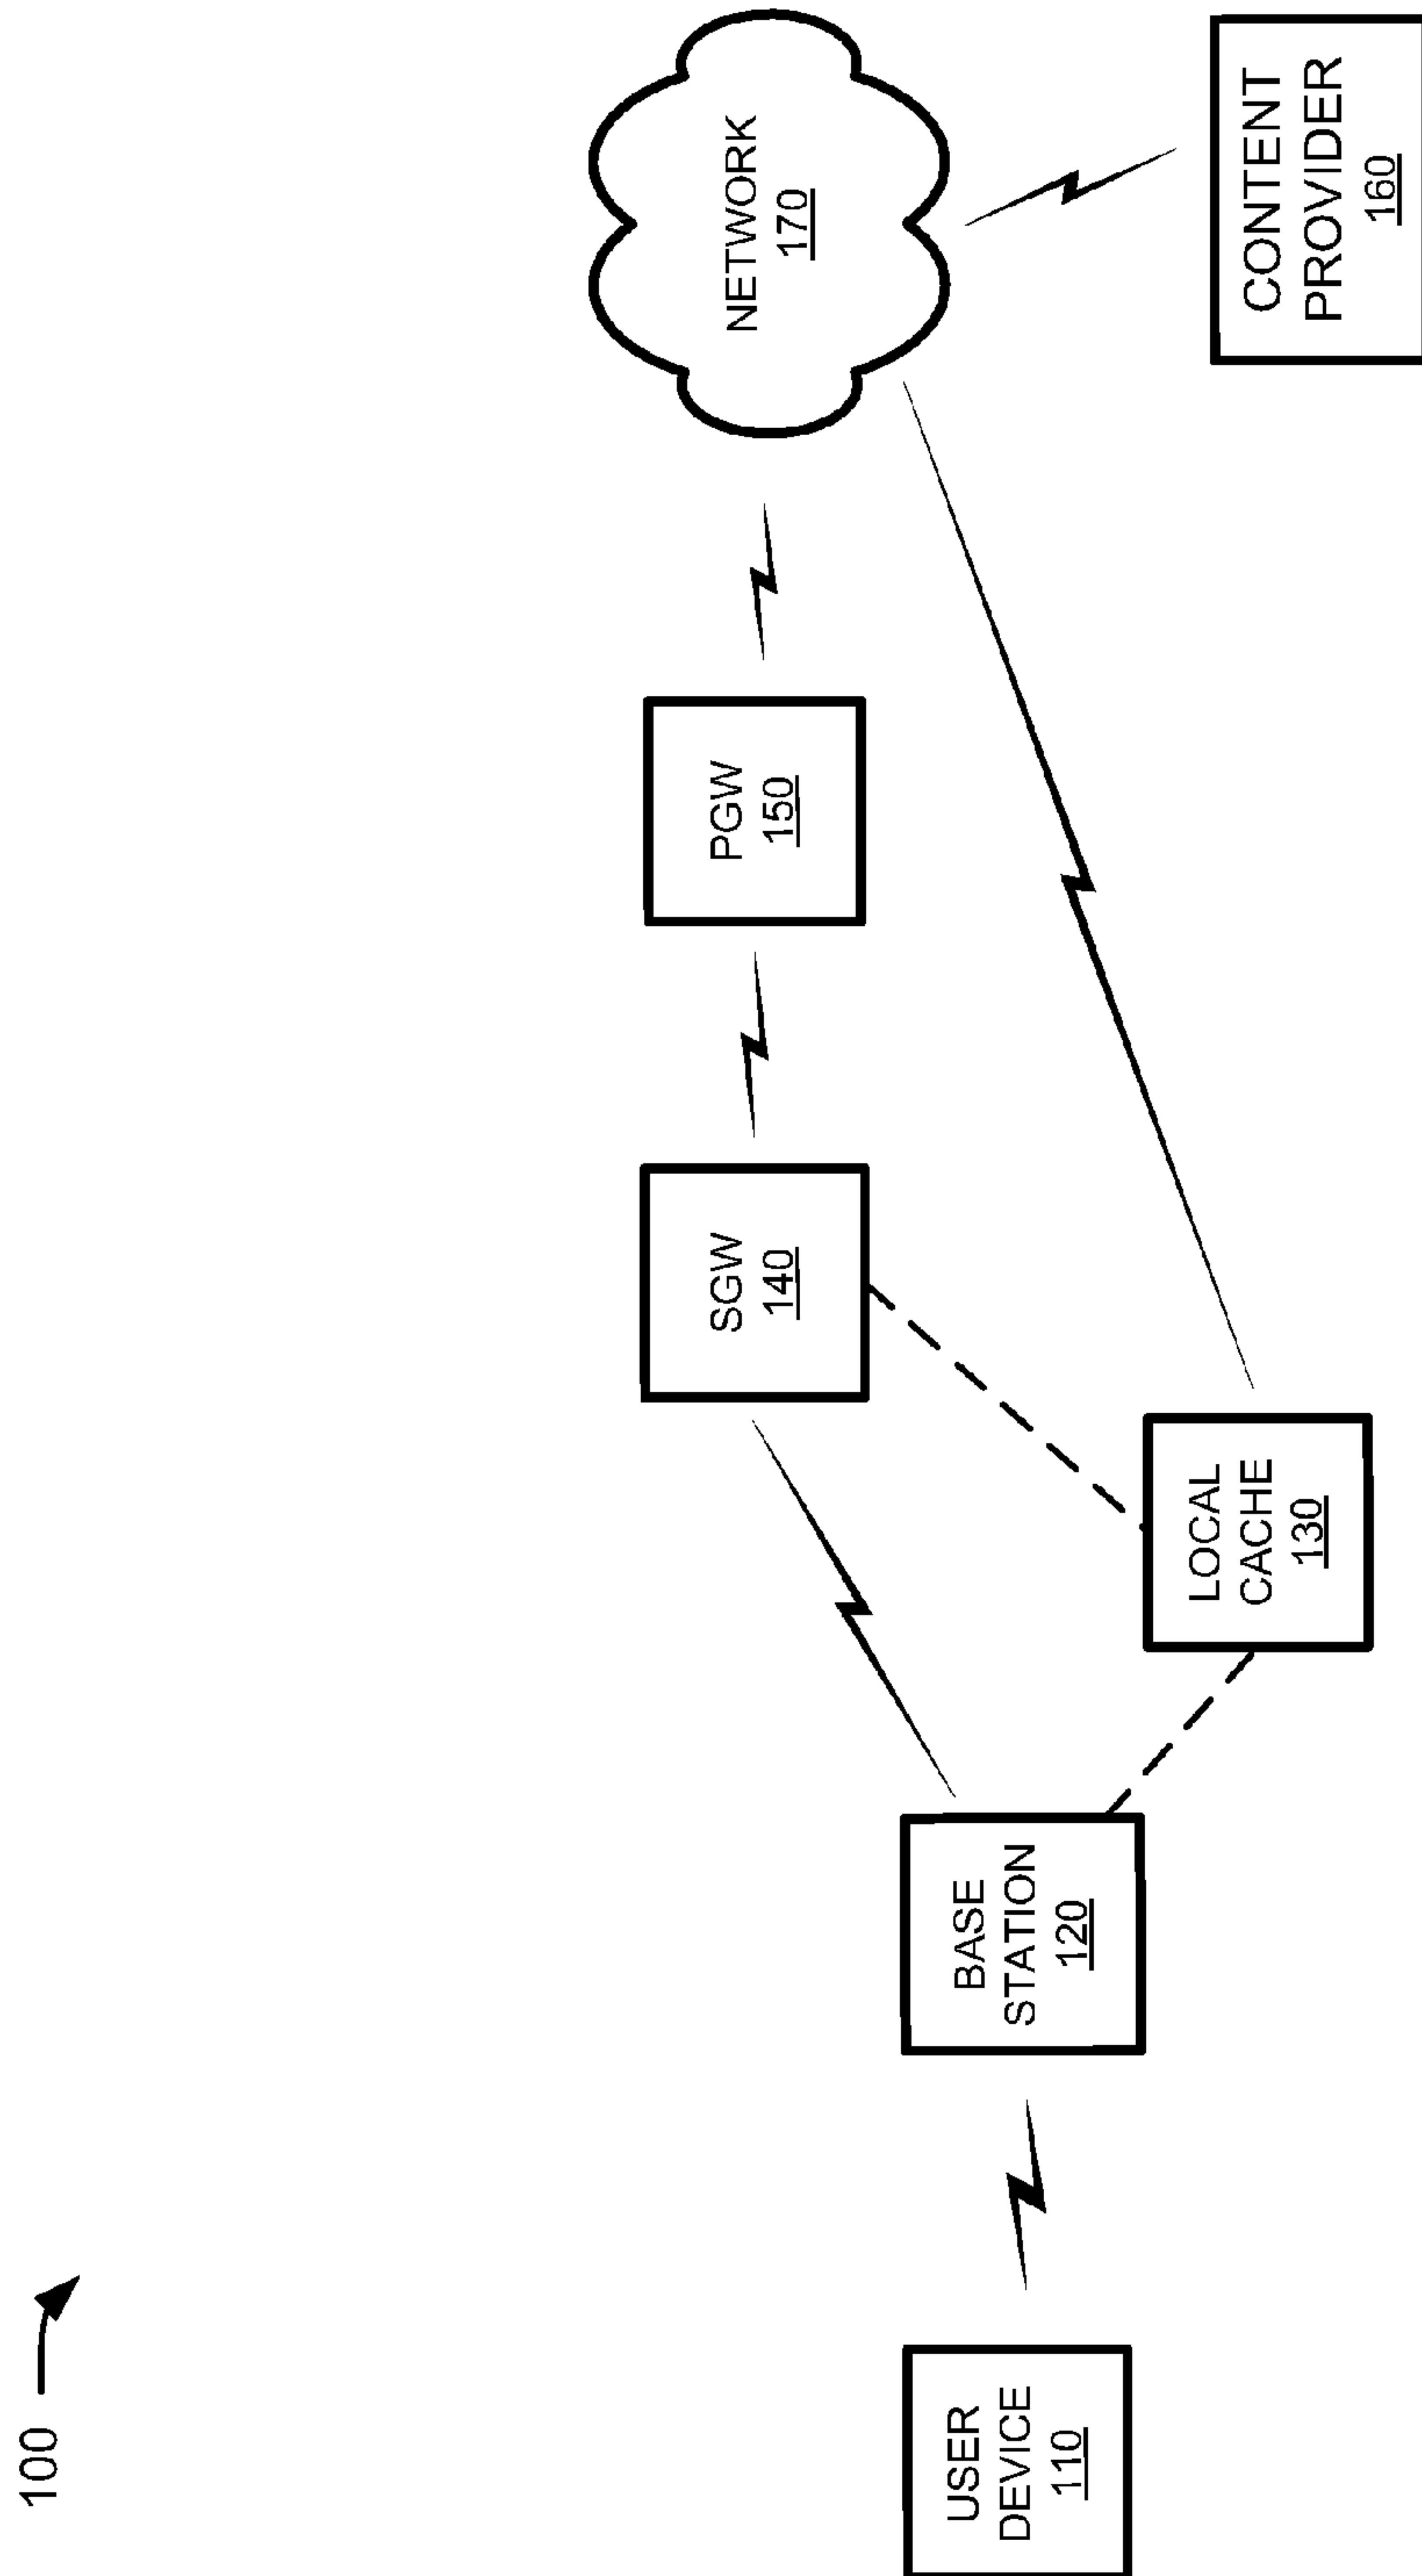 100
USER
DEVICE
110
BASE
STATION
120
LOCAL
CACHE
130
SGW
140
PGW
150
NETWORK
170
CONTENT
PROVIDER
160